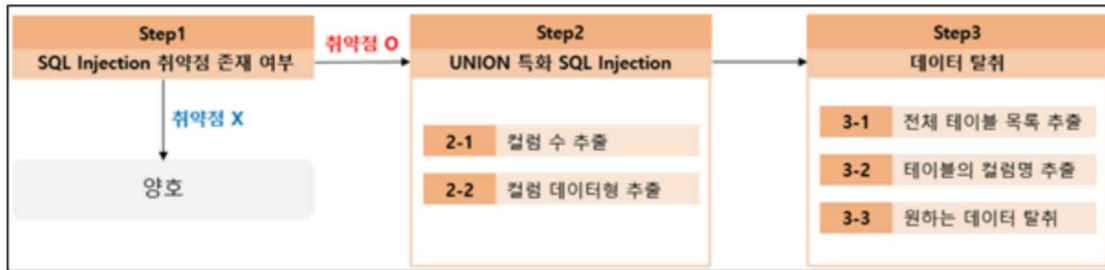 Step1
SQL Injection 취약점 존재 여부
취약점 O
취약점 X
양호
Step2
UNION 특화 SQL Injection
2-1 컬럼 수 추출
2-2 컬럼 데이터형 추출
Step3
데이터 탈취
3-1 전체 테이블 목록 추출
3-2 테이블의 컬럼명 추출
3-3 원하는 데이터 탈취